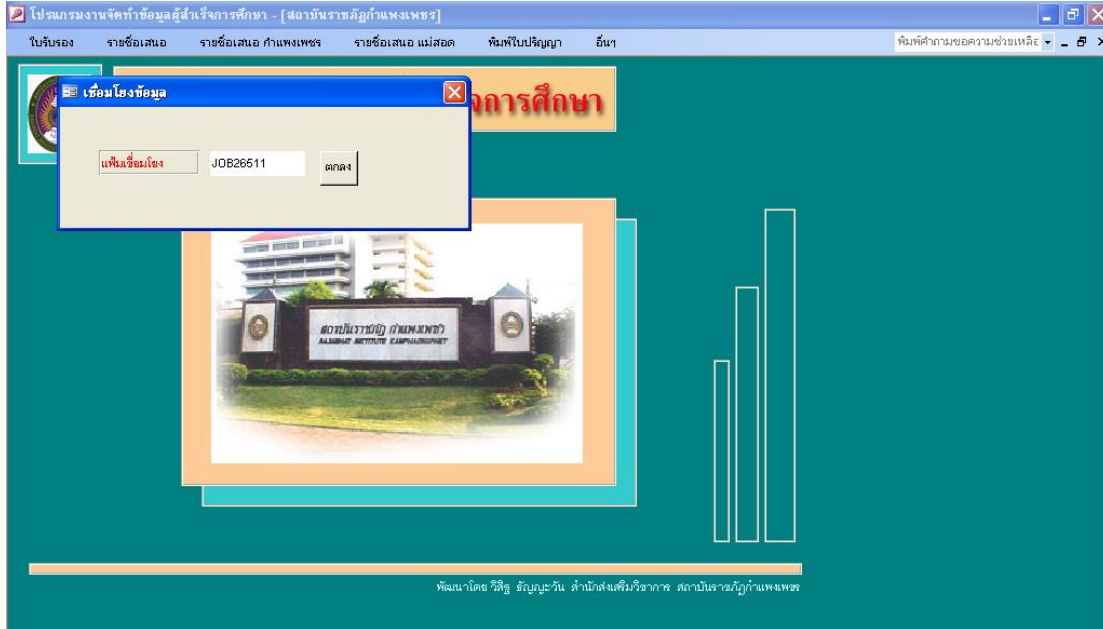 โปรแกรมงานจัดทำข้อมูลผู้สำเร็จการศึกษา - [สถาบันราชภัฏกำแพงเพชร]
ใบรับรอง รายชื่อเสนอ รายชื่อเสนอ กำแพงเพชร รายชื่อเสนอ แม่สอด พิมพ์ใบปริญญา อื่นๆ พิมพ์คำถามขอความช่วยเหลือ
เชื่อมโยงข้อมูล
จการศึกษา
แฟ้มเชื่อมโยง JOB26511 ตกลง
สถาบันราชภัฏ กำแพงเพชร
RAJABHAT INSTITUTE KAMPHAENGPHET
พัฒนาโดย วิสิฐ ธัญญะวัน สำนักส่งเสริมวิชาการ สถาบันราชภัฏกำแพงเพชร